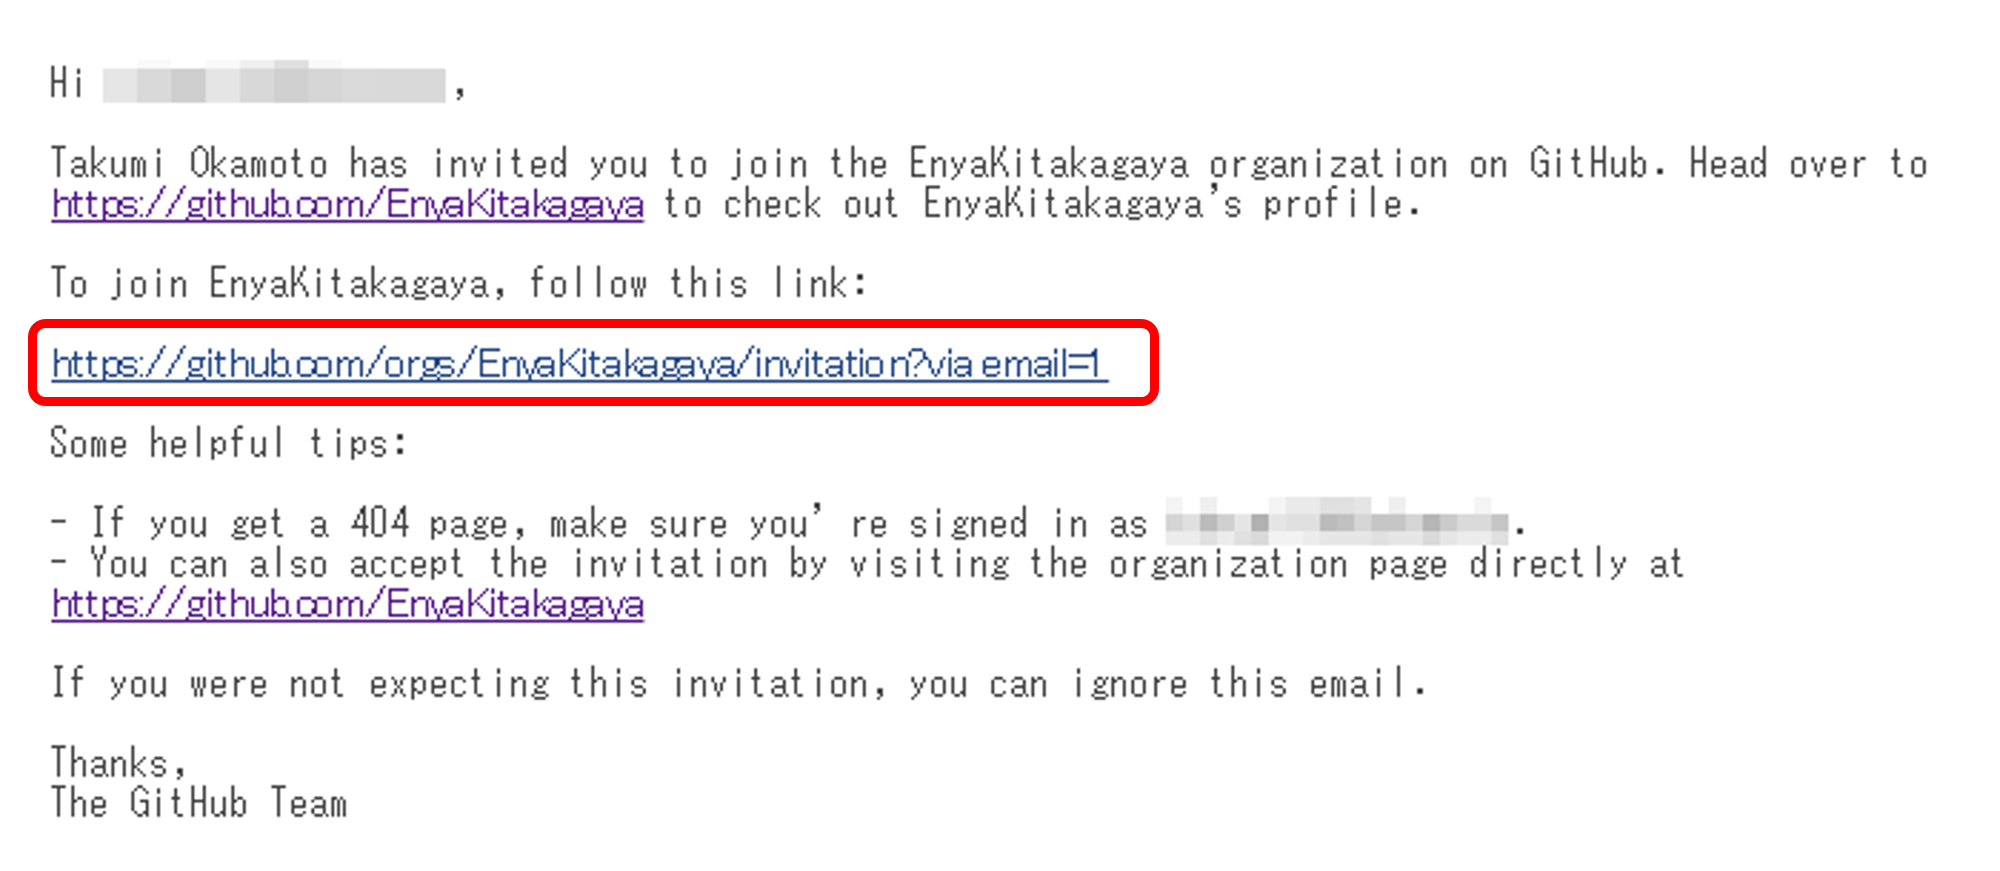 Hi ,
Takumi Okamoto has invited you to join the EnyaKitakagaya organization on GitHub. Head over to
https://github.com/EnyaKitakagaya to check out EnyaKitakagaya's profile.
To join EnyaKitakagaya, follow this link:
https://github.com/orgs/EnyaKitakagaya/invitation?via_email=1
Some helpful tips:
- If you get a 404 page, make sure you’ re signed in as .
- You can also accept the invitation by visiting the organization page directly at
https://github.com/EnyaKitakagaya
If you were not expecting this invitation, you can ignore this email.
Thanks,
The GitHub Team